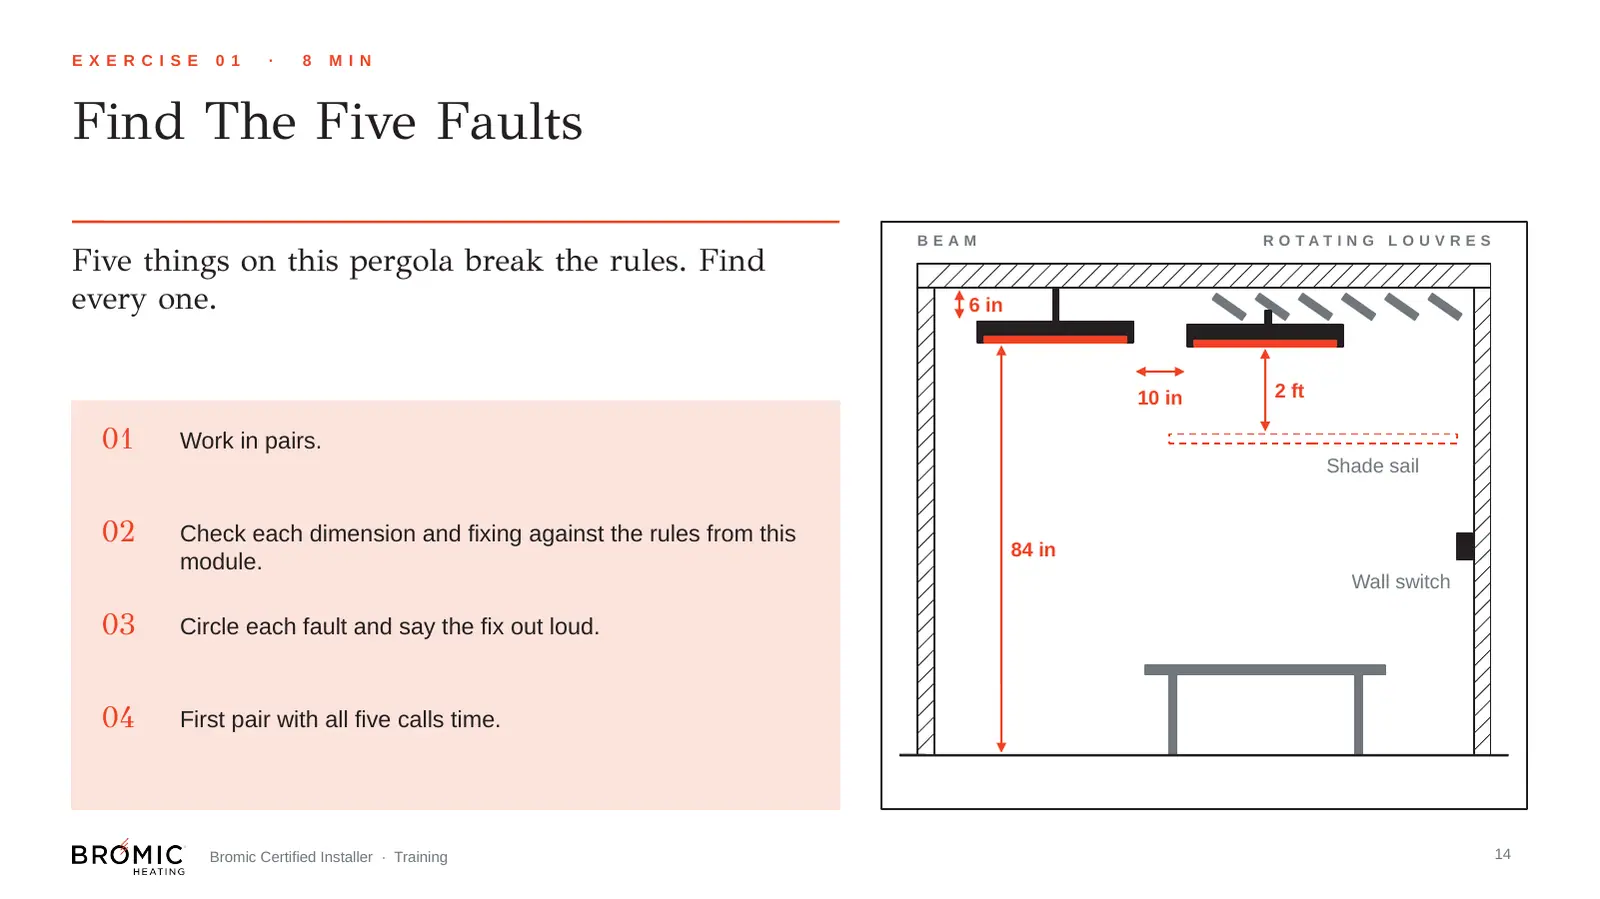 EXERCISE 01 · 8 MIN
Find The Five Faults
Five things on this pergola break the rules. Find
every one.
01 Work in pairs.
02 Check each dimension and fixing against the rules from this
module.
03 Circle each fault and say the fix out loud.
04 First pair with all five calls time.
BEAM
ROTATING LOUVRES
6 in
10 in
2 ft
Shade sail
84 in
Wall switch
BROMIC
HEATING
Bromic Certified Installer · Training
14